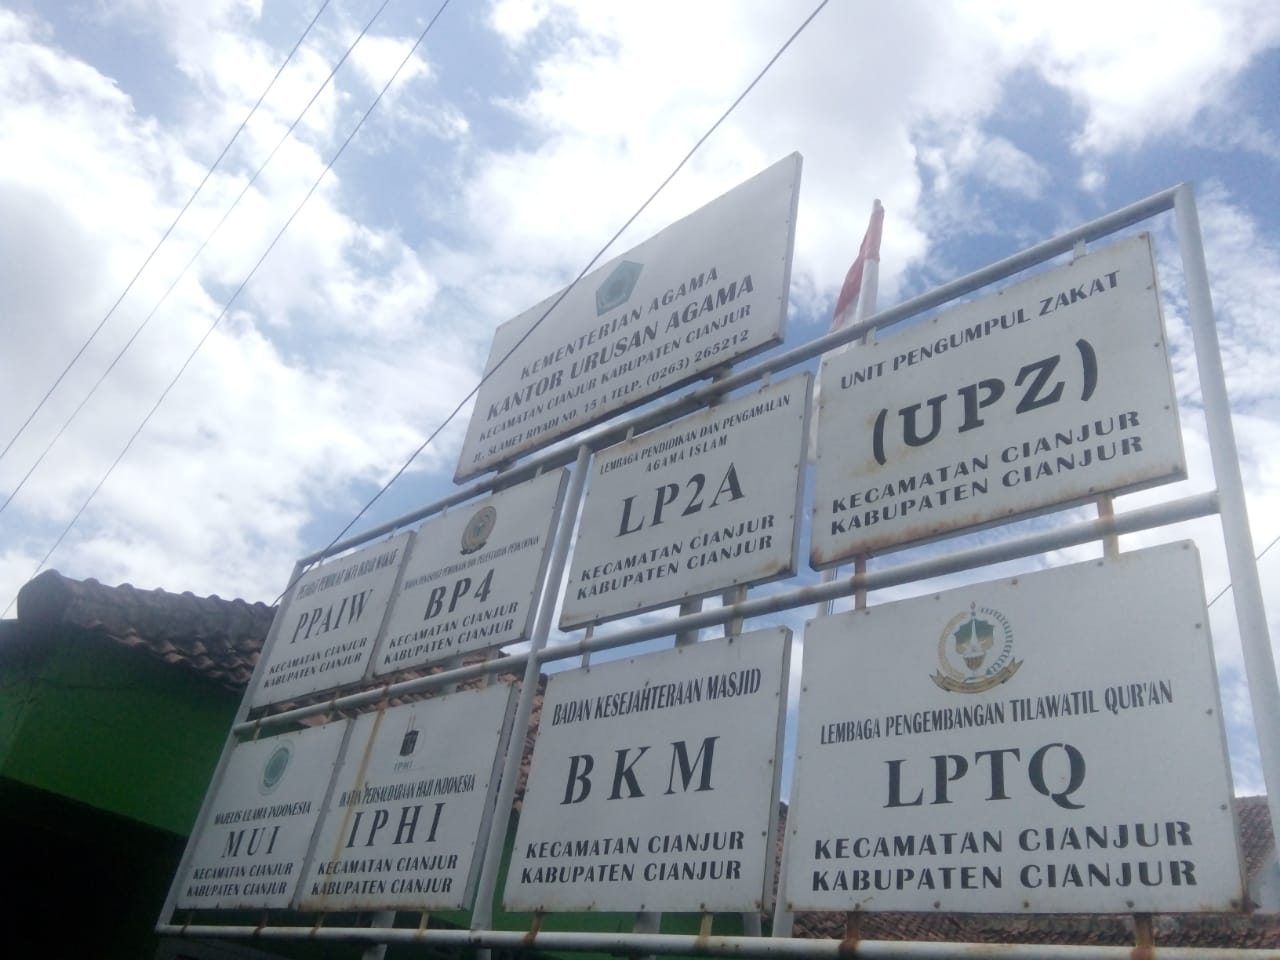 KEMENTERIAN AGAMA
KANTOR URUSAN AGAMA
KECAMATAN CIANJUR KABUPATEN CIANJUR
JL. SLAMET RIYADI NO. 15 A TELP. (0263) 265212
PPAIW
KECAMATAN CIANJUR
KABUPATEN CIANJUR
BP4
KECAMATAN CIANJUR
KABUPATEN CIANJUR
LEMBAGA PENDIDIKAN DAN PENGAMALAN
AGAMA ISLAM
LP2A
KECAMATAN CIANJUR
KABUPATEN CIANJUR
UNIT PENGUMPUL ZAKAT
(UPZ)
KECAMATAN CIANJUR
KABUPATEN CIANJUR
MAJELIS ULAMA INDONESIA
MUI
KECAMATAN CIANJUR
KABUPATEN CIANJUR
IPHI
IKATAN PERSAUDARAAN HAJI INDONESIA
IPHI
KECAMATAN CIANJUR
KABUPATEN CIANJUR
BADAN KESEJAHTERAAN MASJID
BKM
KECAMATAN CIANJUR
KABUPATEN CIANJUR
LEMBAGA PENGEMBANGAN TILAWATIL QUR'AN
LPTQ
KECAMATAN CIANJUR
KABUPATEN CIANJUR